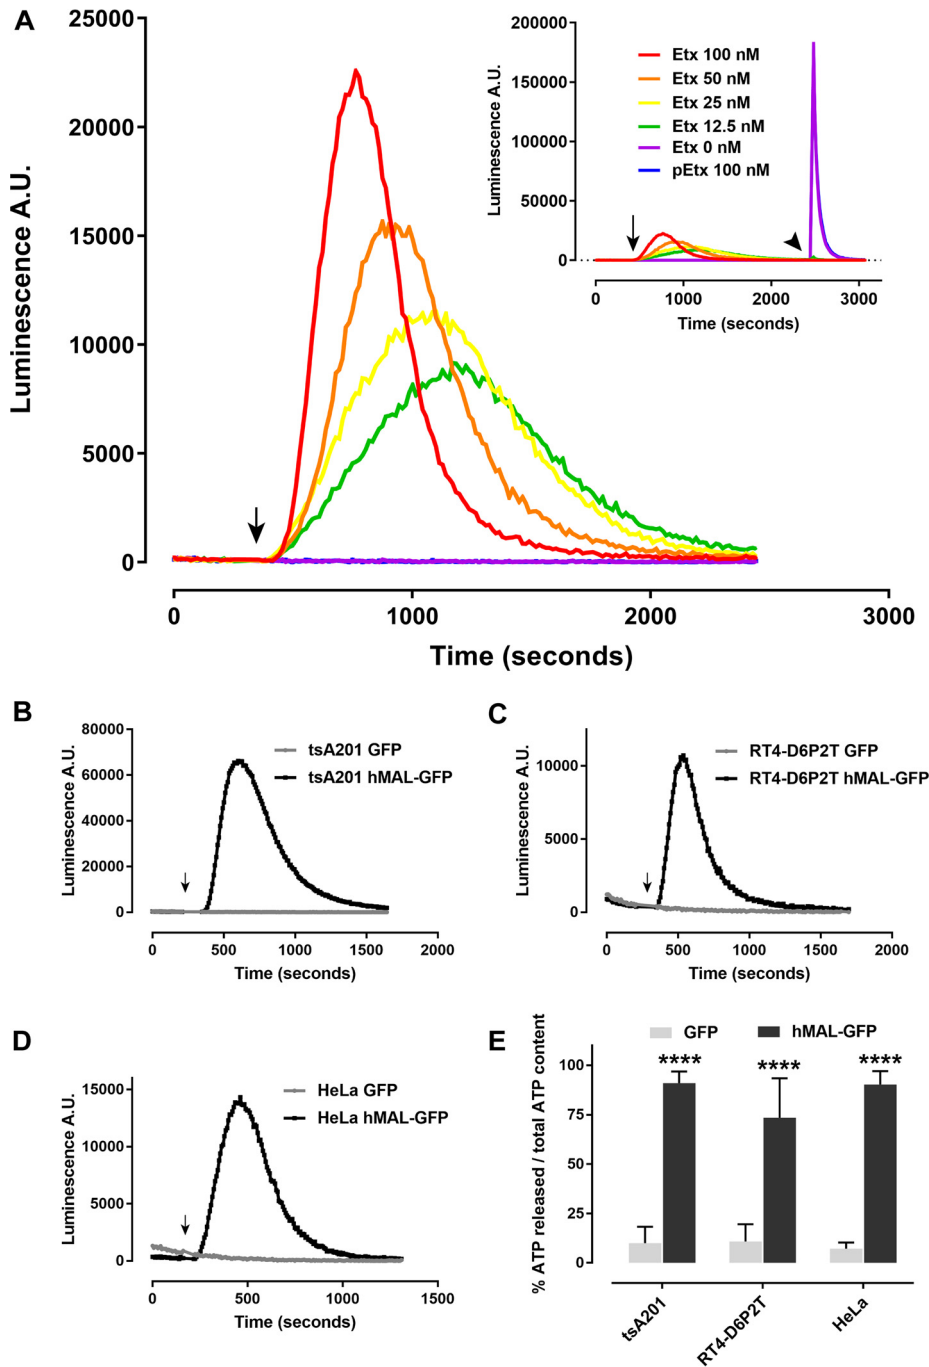 A
25000
20000
15000
10000
5000
0
Luminescence A.U.
0 1000 2000 3000
Time (seconds)
200000
150000
100000
50000
0
Luminescence A.U.
Etx 100 nM
Etx 50 nM
Etx 25 nM
Etx 12.5 nM
Etx 0 nM
pEtx 100 nM
0 1000 2000 3000
Time (seconds)
B
80000
60000
40000
20000
0
Luminescence A.U.
tsA201 GFP
tsA201 hMAL-GFP
0 500 1000 1500 2000
Time (seconds)
C
10000
5000
0
Luminescence A.U.
RT4-D6P2T GFP
RT4-D6P2T hMAL-GFP
0 500 1000 1500 2000
Time (seconds)
D
15000
10000
5000
0
Luminescence A.U.
HeLa GFP
HeLa hMAL-GFP
0 500 1000 1500
Time (seconds)
E
GFP hMAL-GFP
% ATP released / total ATP content
100
75
50
25
0
**** **** ****
tsA201 RT4-D6P2T HeLa